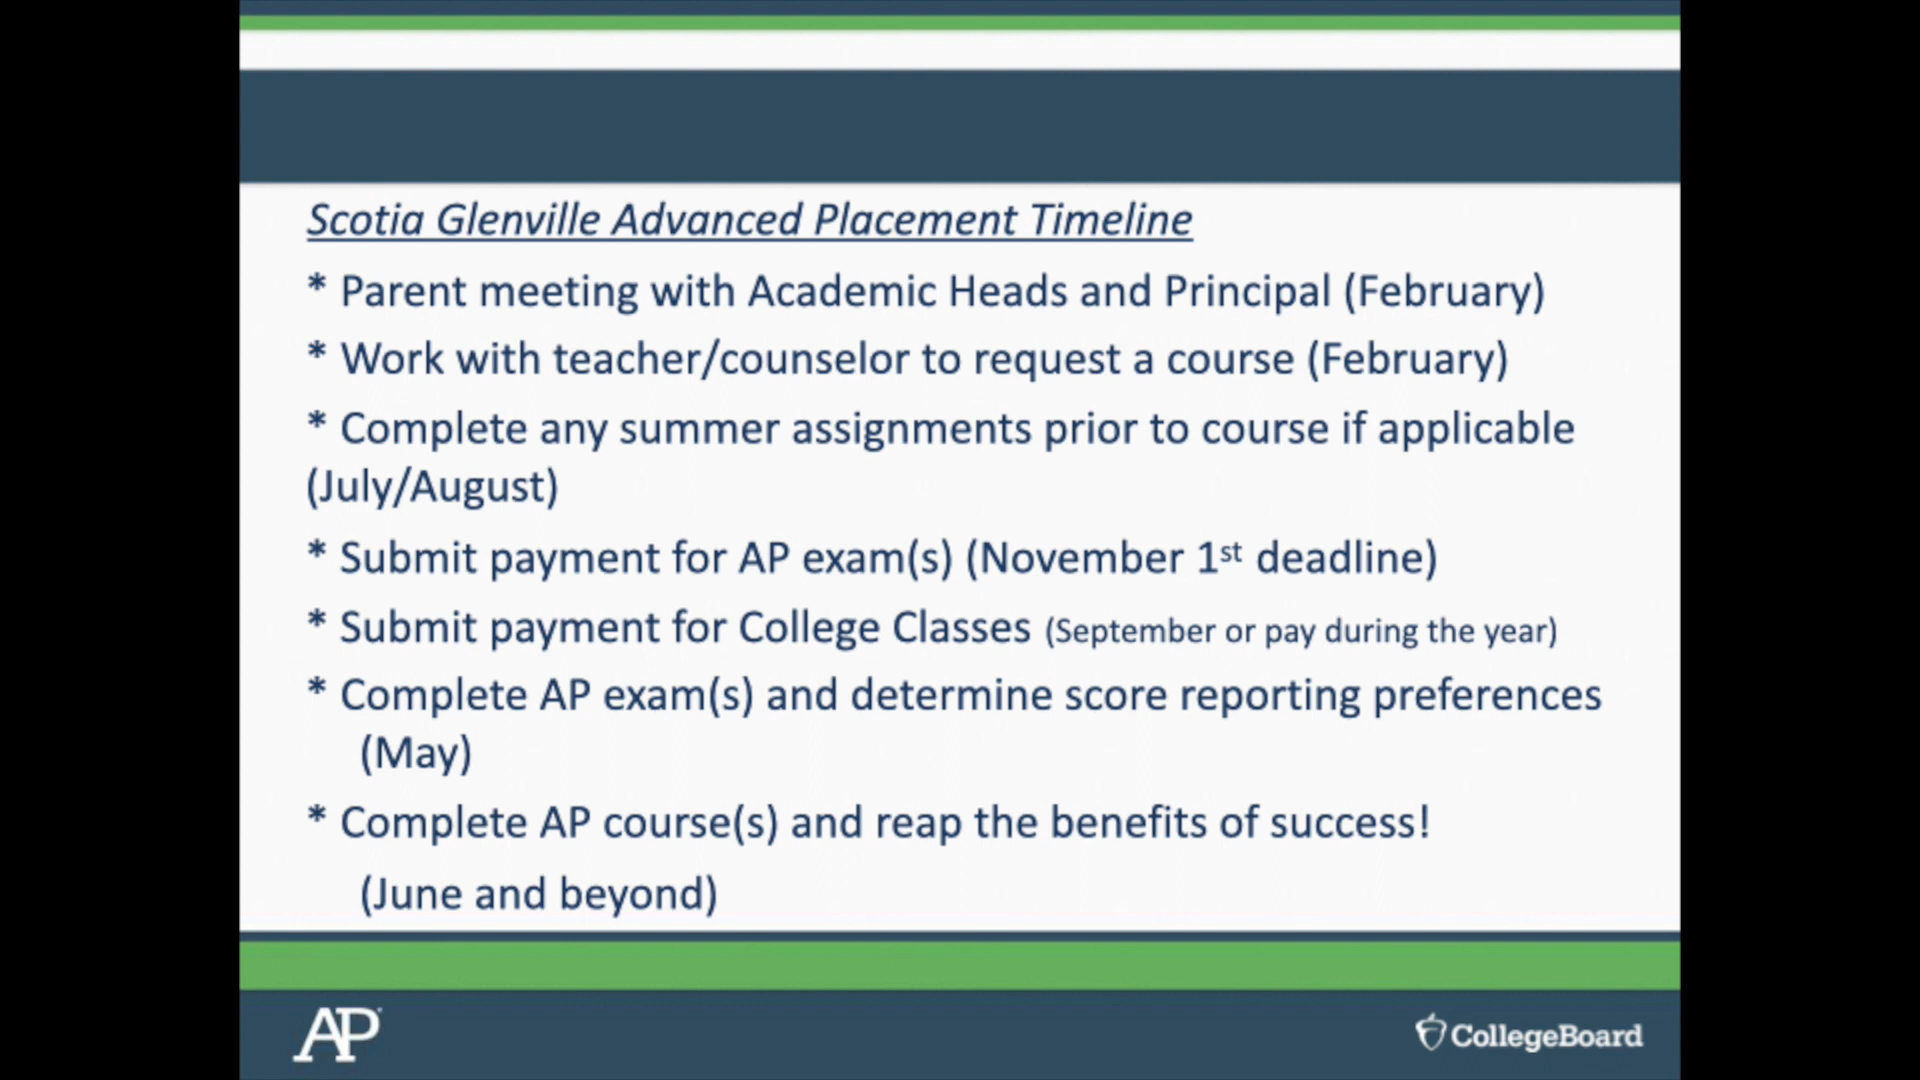 Scotia Glenville Advanced Placement Timeline
* Parent meeting with Academic Heads and Principal (February)
* Work with teacher/counselor to request a course (February)
* Complete any summer assignments prior to course if applicable
(July/August)
* Submit payment for AP exam(s) (November 1st deadline)
* Submit payment for College Classes (September or pay during the year)
* Complete AP exam(s) and determine score reporting preferences
(May)
* Complete AP course(s) and reap the benefits of success!
(June and beyond)
AP
CollegeBoard